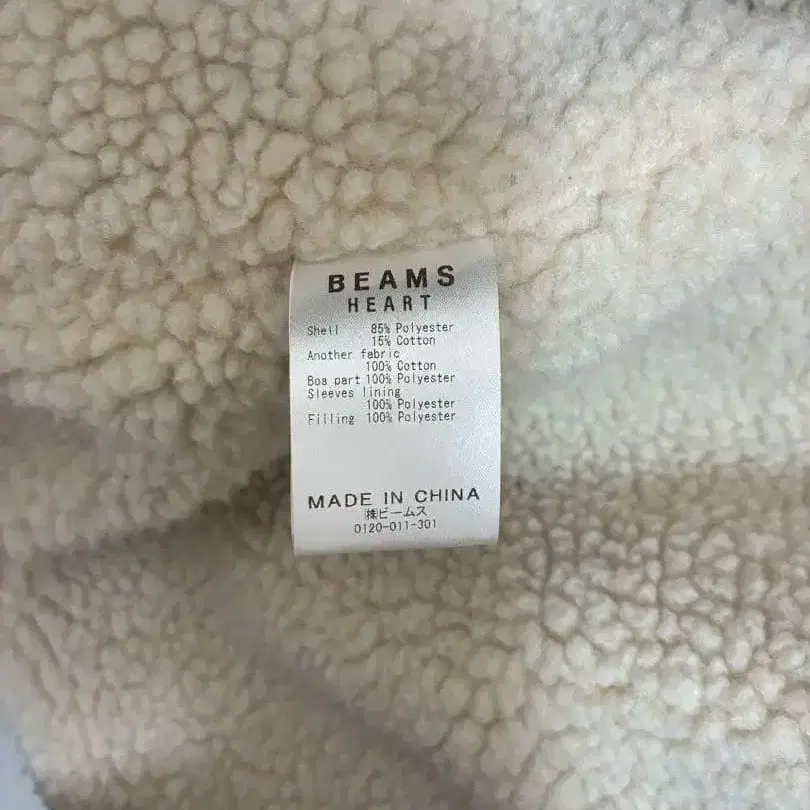 BEAMS
HEART
Shell 85% Polyester
15% Cotton
Another fabric
100% Cotton
Boa part 100% Polyester
Sleeves lining
100% Polyester
Filling 100% Polyester
MADE IN CHINA
㈱ビームス
0120-011-301